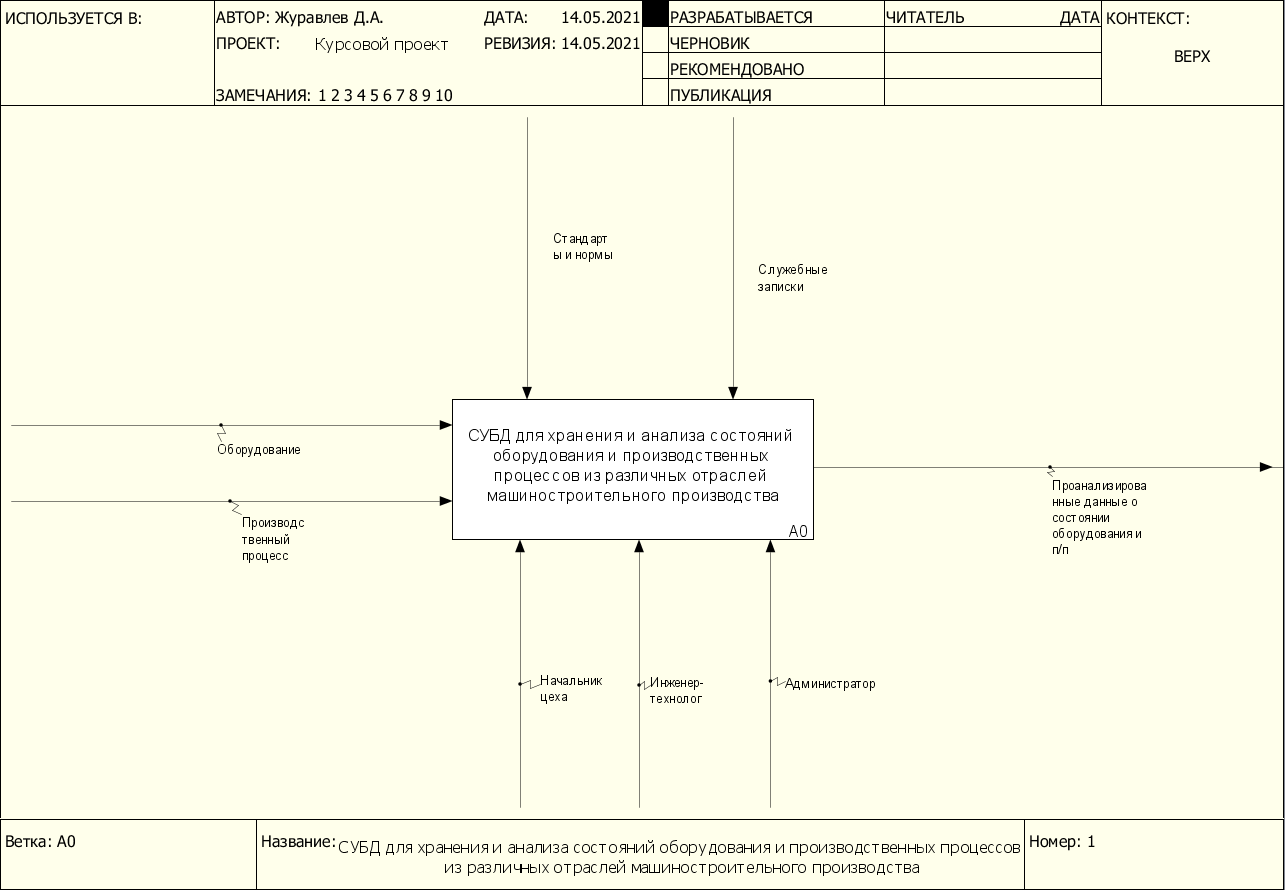 ИСПОЛЬЗУЕТСЯ В:
АВТОР: Журавлев Д.А.
ДАТА: 14.05.2021
ПРОЕКТ: Курсовой проект
РЕВИЗИЯ: 14.05.2021
ЗАМЕЧАНИЯ: 1 2 3 4 5 6 7 8 9 10
РАЗРАБАТЫВАЕТСЯ
ЧЕРНОВИК
РЕКОМЕНДОВАНО
ПУБЛИКАЦИЯ
ЧИТАТЕЛЬ
ДАТА
КОНТЕКСТ:
ВЕРХ
Стандарт
ы и нормы
Служебные
записки
Оборудование
Производс
твенный
процесс
СУБД для хранения и анализа состояний
оборудования и производственных
процессов из различных отраслей
машиностроительного производства
A0
Проанализирова
нные данные о
состоянии
оборудования и
п/п
Начальник
цеха
Инженер-
технолог
Администратор
Ветка: A0
Название:
СУБД для хранения и анализа состояний оборудования и производственных процессов
из различных отраслей машиностроительного производства
Номер: 1